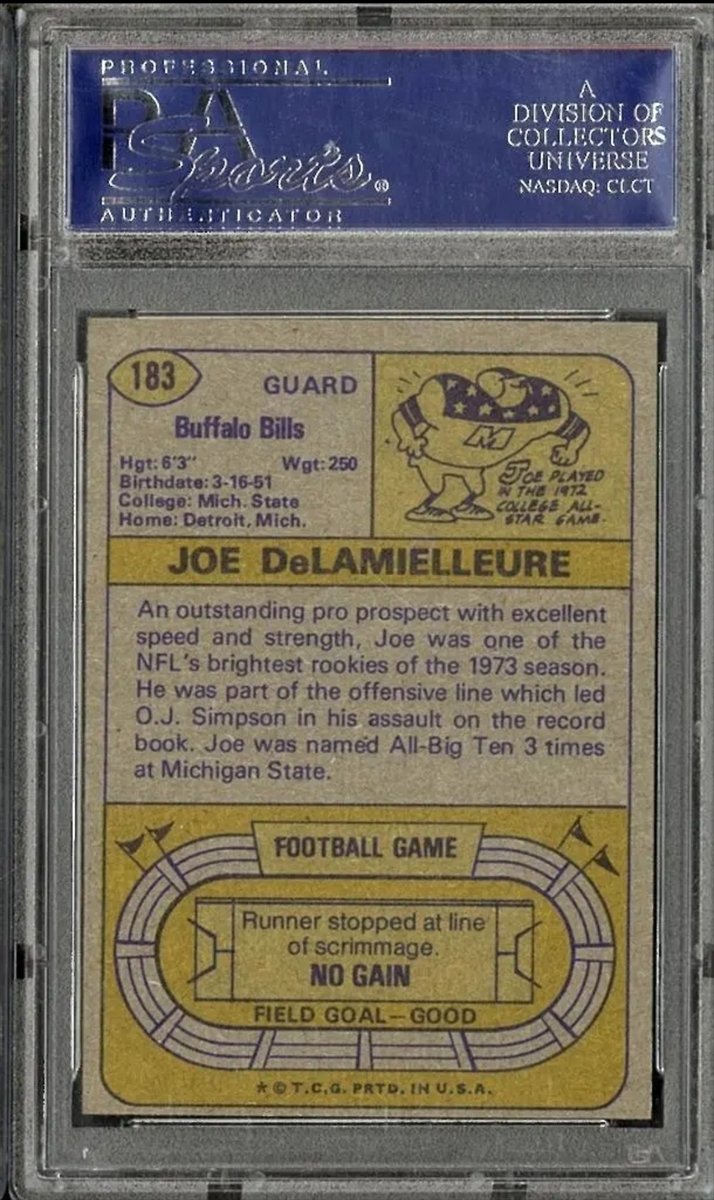 PROFESSIONAL
PSA
Sports®
AUTHENTICATOR
A
DIVISION OF
COLLECTORS
UNIVERSE
NASDAQ: CLCT
183
GUARD
Buffalo Bills
Hgt: 6'3" Wgt: 250
Birthdate: 3-16-51
College: Mich. State
Home: Detroit, Mich.
M
JOE PLAYED
IN THE 1972
COLLEGE ALL-
STAR GAME.
JOE DeLAMIELLEURE
An outstanding pro prospect with excellent
speed and strength, Joe was one of the
NFL's brightest rookies of the 1973 season.
He was part of the offensive line which led
O.J. Simpson in his assault on the record
book. Joe was named All-Big Ten 3 times
at Michigan State.
FOOTBALL GAME
Runner stopped at line
of scrimmage.
NO GAIN
FIELD GOAL—GOOD
* © T.C.G. PRTD. IN U.S.A.
PSA